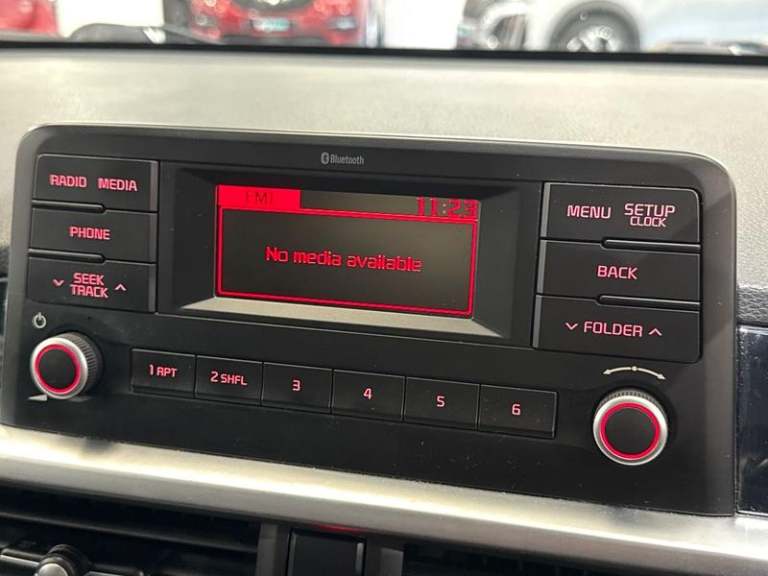 Bluetooth
RADIO MEDIA
PHONE
SEEK
TRACK
FM1
11:23
No media available
MENU SETUP
CLOCK
BACK
FOLDER
1 RPT
2 SHFL
3
4
5
6